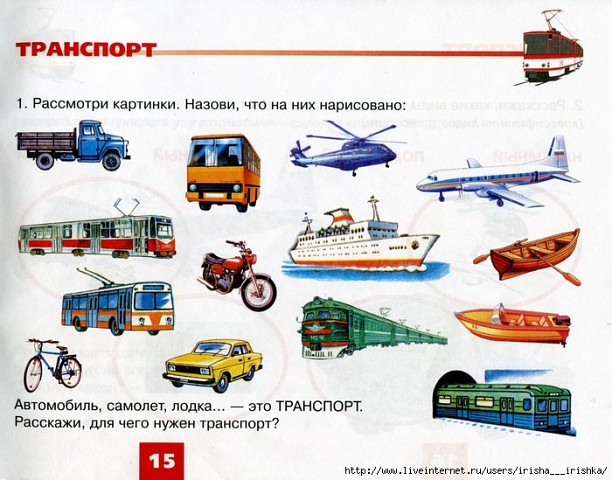 ТРАНСПОРТ
1. Рассмотри картинки. Назови, что на них нарисовано:
Автомобиль, самолет, лодка... — это ТРАНСПОРТ.
Расскажи, для чего нужен транспорт?
15
http://www.liveinternet.ru/users/irisha___irishka/